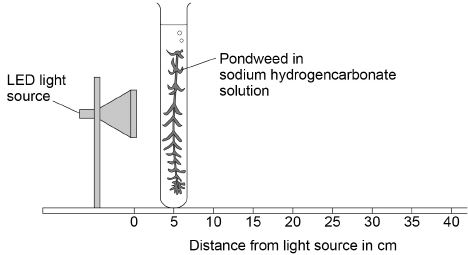 LED light
source
Pondweed in
sodium hydrogencarbonate
solution
0 5 10 15 20 25 30 35 40
Distance from light source in cm